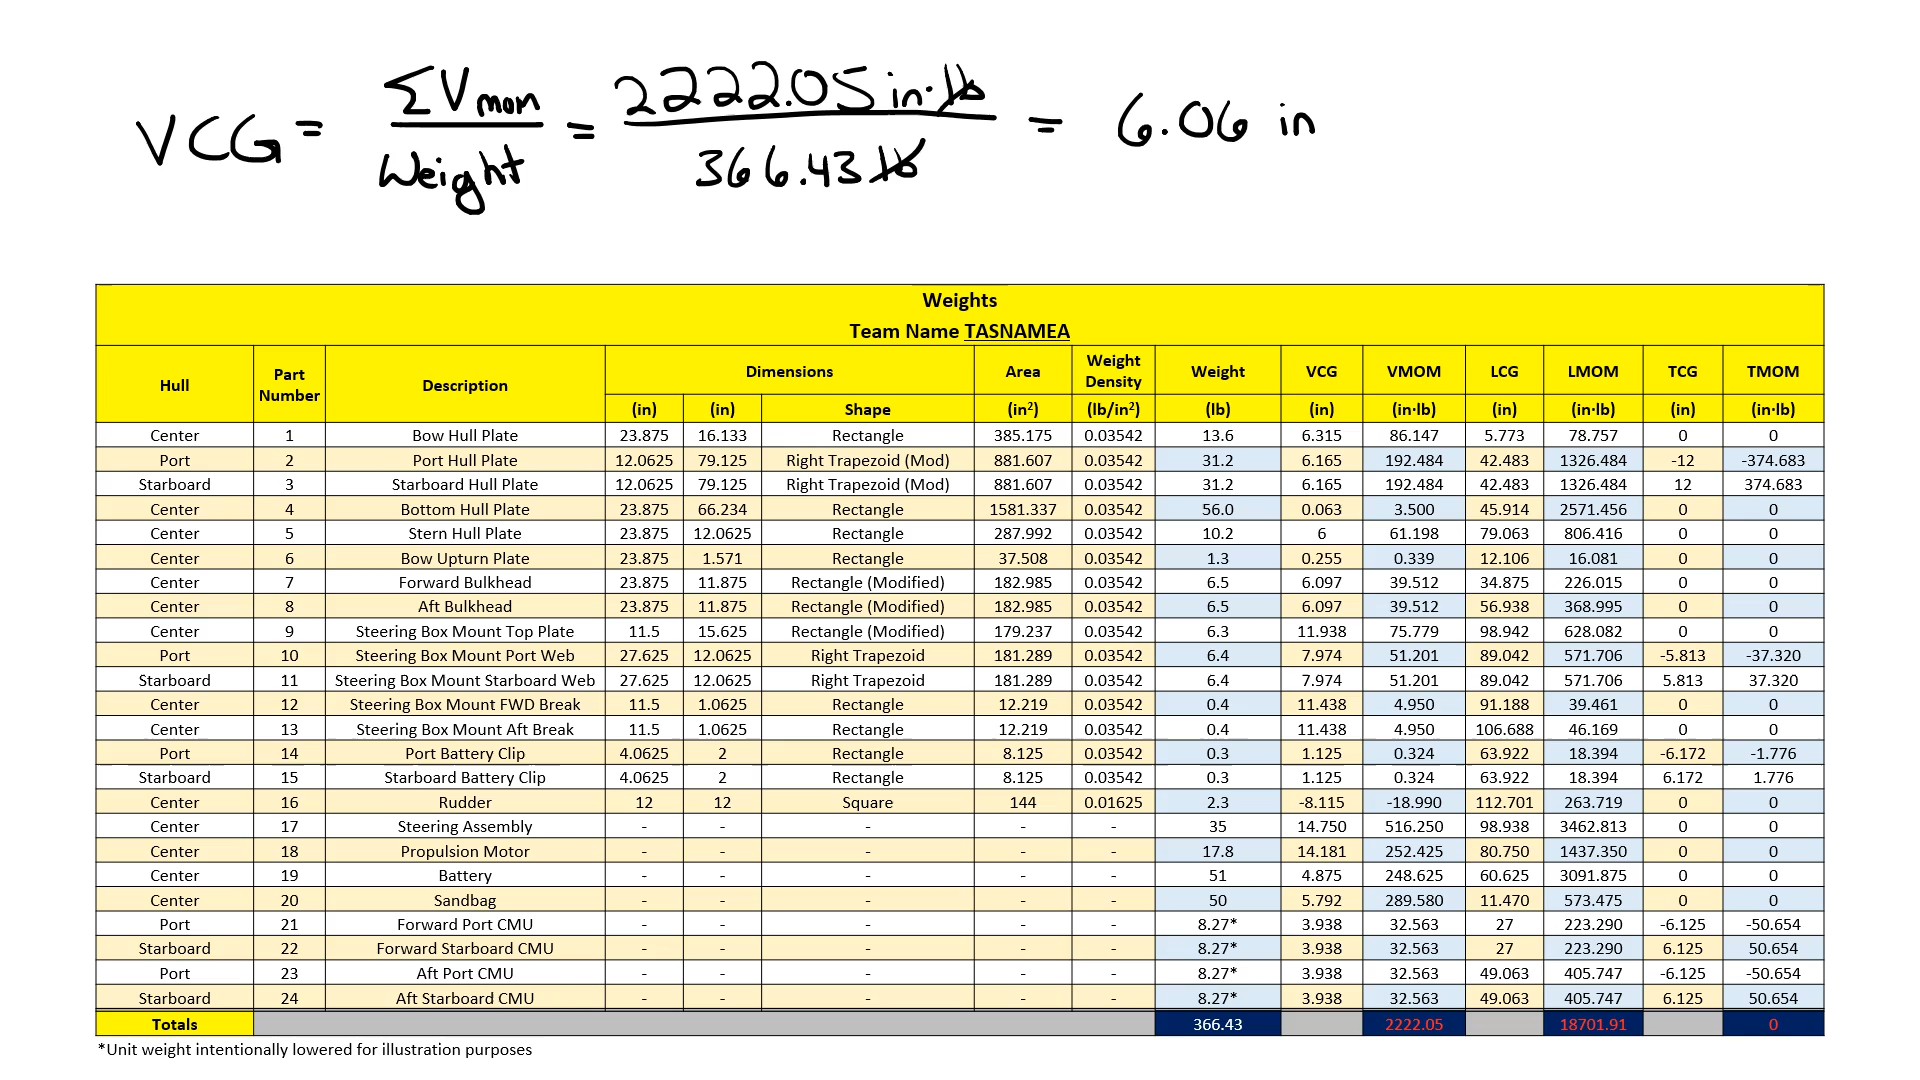 VCG = ΣVmom / Weight = 2222.05 in·lb / 366.43 lb = 6.06 in
Weights
Team Name TASNAMEA
Hull Part Number Description Dimensions Area Weight Density Weight VCG VMOM LCG LMOM TCG TMOM
(in) (in) Shape (in²) (lb/in²) (lb) (in) (in·lb) (in) (in·lb) (in) (in·lb)
Center 1 Bow Hull Plate 23.875 16.133 Rectangle 385.175 0.03542 13.6 6.315 86.147 5.773 78.757 0 0
Port 2 Port Hull Plate 12.0625 79.125 Right Trapezoid (Mod) 881.607 0.03542 31.2 6.165 192.484 42.483 1326.484 -12 -374.683
Starboard 3 Starboard Hull Plate 12.0625 79.125 Right Trapezoid (Mod) 881.607 0.03542 31.2 6.165 192.484 42.483 1326.484 12 374.683
Center 4 Bottom Hull Plate 23.875 66.234 Rectangle 1581.337 0.03542 56.0 0.063 3.500 45.914 2571.456 0 0
Center 5 Stern Hull Plate 23.875 12.0625 Rectangle 287.992 0.03542 10.2 6 61.198 79.063 806.416 0 0
Center 6 Bow Upturn Plate 23.875 1.571 Rectangle 37.508 0.03542 1.3 0.255 0.339 12.106 16.081 0 0
Center 7 Forward Bulkhead 23.875 11.875 Rectangle (Modified) 182.985 0.03542 6.5 6.097 39.512 34.875 226.015 0 0
Center 8 Aft Bulkhead 23.875 11.875 Rectangle (Modified) 182.985 0.03542 6.5 6.097 39.512 56.938 368.995 0 0
Center 9 Steering Box Mount Top Plate 11.5 15.625 Rectangle (Modified) 179.237 0.03542 6.3 11.938 75.779 98.942 628.082 0 0
Port 10 Steering Box Mount Port Web 27.625 12.0625 Right Trapezoid 181.289 0.03542 6.4 7.974 51.201 89.042 571.706 -5.813 -37.320
Starboard 11 Steering Box Mount Starboard Web 27.625 12.0625 Right Trapezoid 181.289 0.03542 6.4 7.974 51.201 89.042 571.706 5.813 37.320
Center 12 Steering Box Mount FWD Break 11.5 1.0625 Rectangle 12.219 0.03542 0.4 11.438 4.950 91.188 39.461 0 0
Center 13 Steering Box Mount Aft Break 11.5 1.0625 Rectangle 12.219 0.03542 0.4 11.438 4.950 106.688 46.169 0 0
Port 14 Port Battery Clip 4.0625 2 Rectangle 8.125 0.03542 0.3 1.125 0.324 63.922 18.394 -6.172 -1.776
Starboard 15 Starboard Battery Clip 4.0625 2 Rectangle 8.125 0.03542 0.3 1.125 0.324 63.922 18.394 6.172 1.776
Center 16 Rudder 12 12 Square 144 0.01625 2.3 -8.115 -18.990 112.701 263.719 0 0
Center 17 Steering Assembly - - - - - 35 14.750 516.250 98.938 3462.813 0 0
Center 18 Propulsion Motor - - - - - 17.8 14.181 252.425 80.750 1437.350 0 0
Center 19 Battery - - - - - 51 4.875 248.625 60.625 3091.875 0 0
Center 20 Sandbag - - - - - 50 5.792 289.580 11.470 573.475 0 0
Port 21 Forward Port CMU - - - - - 8.27* 3.938 32.563 27 223.290 -6.125 -50.654
Starboard 22 Forward Starboard CMU - - - - - 8.27* 3.938 32.563 27 223.290 6.125 50.654
Port 23 Aft Port CMU - - - - - 8.27* 3.938 32.563 49.063 405.747 -6.125 -50.654
Starboard 24 Aft Starboard CMU - - - - - 8.27* 3.938 32.563 49.063 405.747 6.125 50.654
Totals 366.43 2222.05 18701.91 0
*Unit weight intentionally lowered for illustration purposes